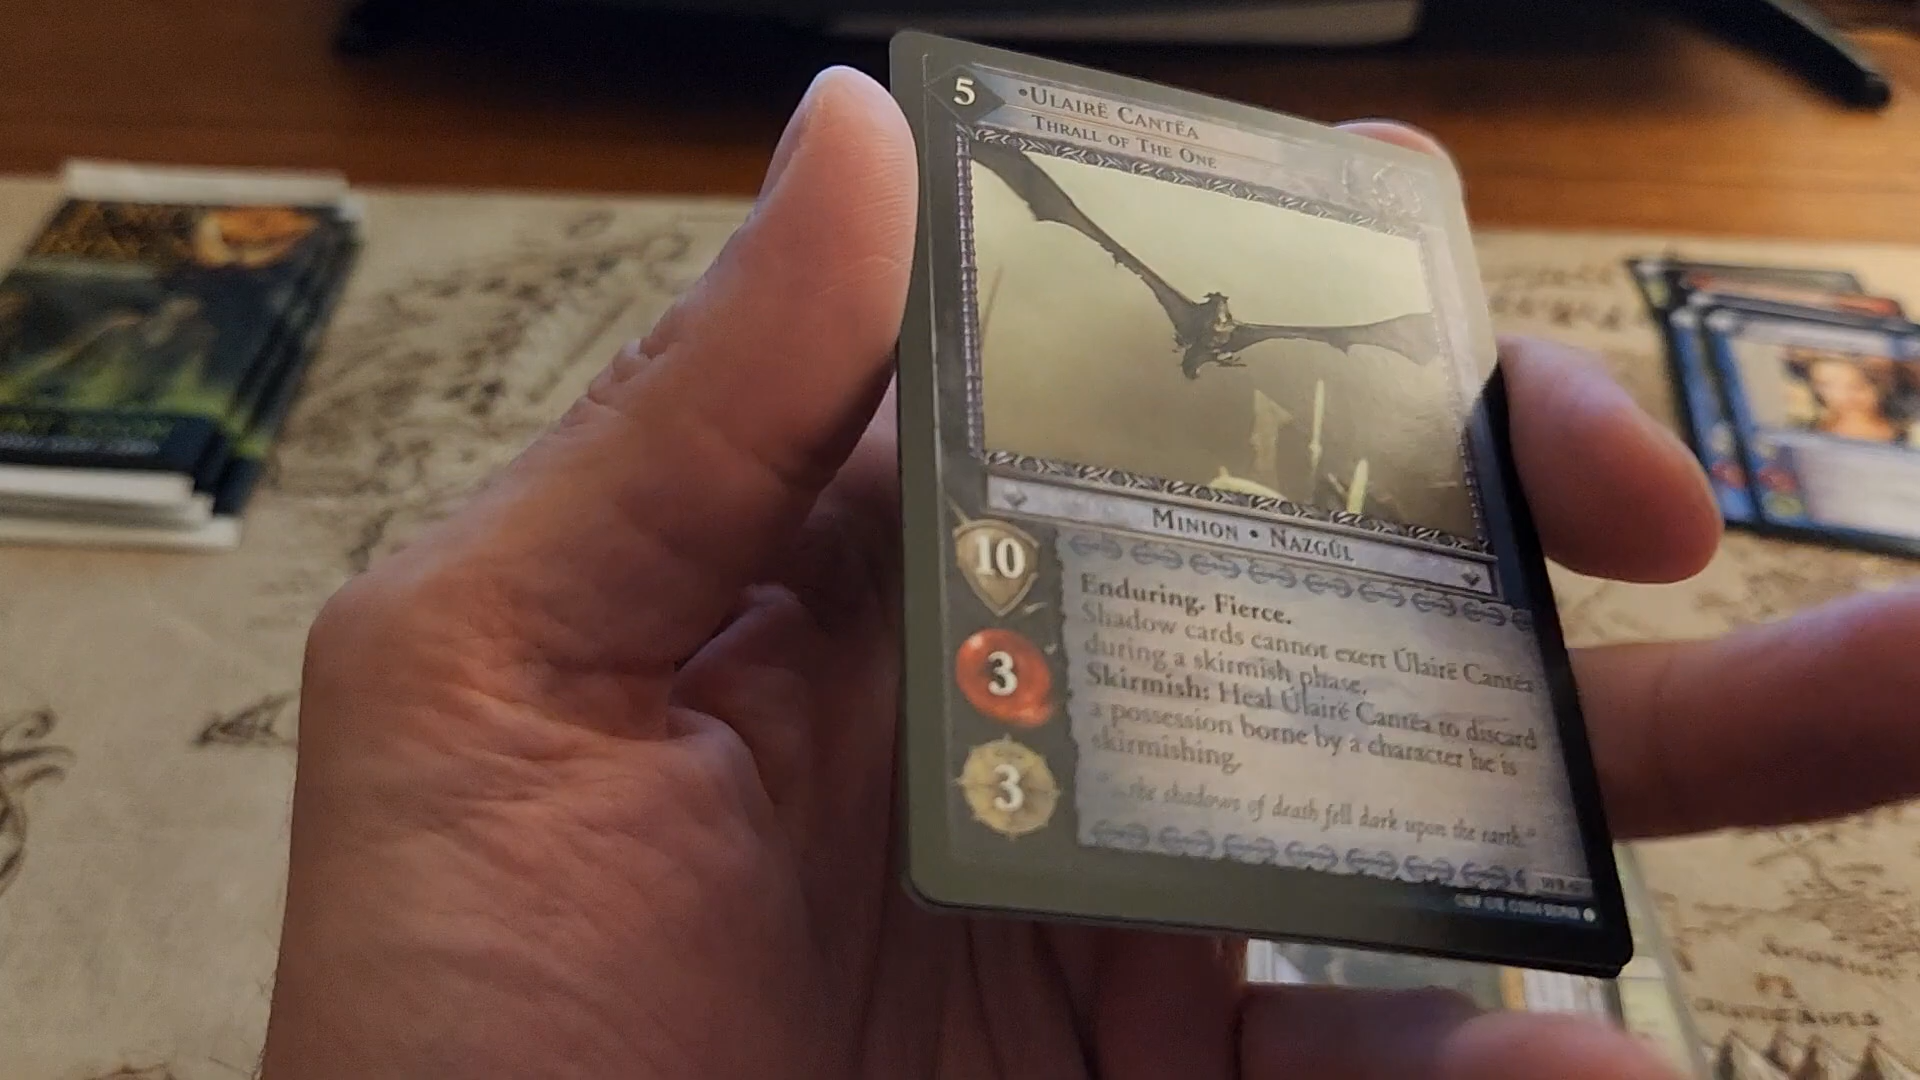 5
•Ulairë Cantëa
Thrall of The One
Minion • Nazgûl
10
Enduring. Fierce.
Shadow cards cannot exert Úlairë Cantëa
during a skirmish phase.
3
Skirmish: Heal Úlairë Cantëa to discard
a possession borne by a character he is
skirmishing.
3
"...the shadows of death fell dark upon the earth."